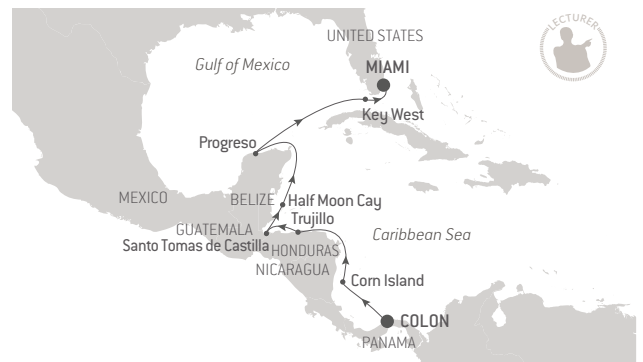 LECTURER
UNITED STATES
Gulf of Mexico
MIAMI
Key West
Progreso
MEXICO
BELIZE
Half Moon Cay
Trujillo
GUATEMALA
Santo Tomas de Castilla
HONDURAS
NICARAGUA
Caribbean Sea
Corn Island
COLON
PANAMA